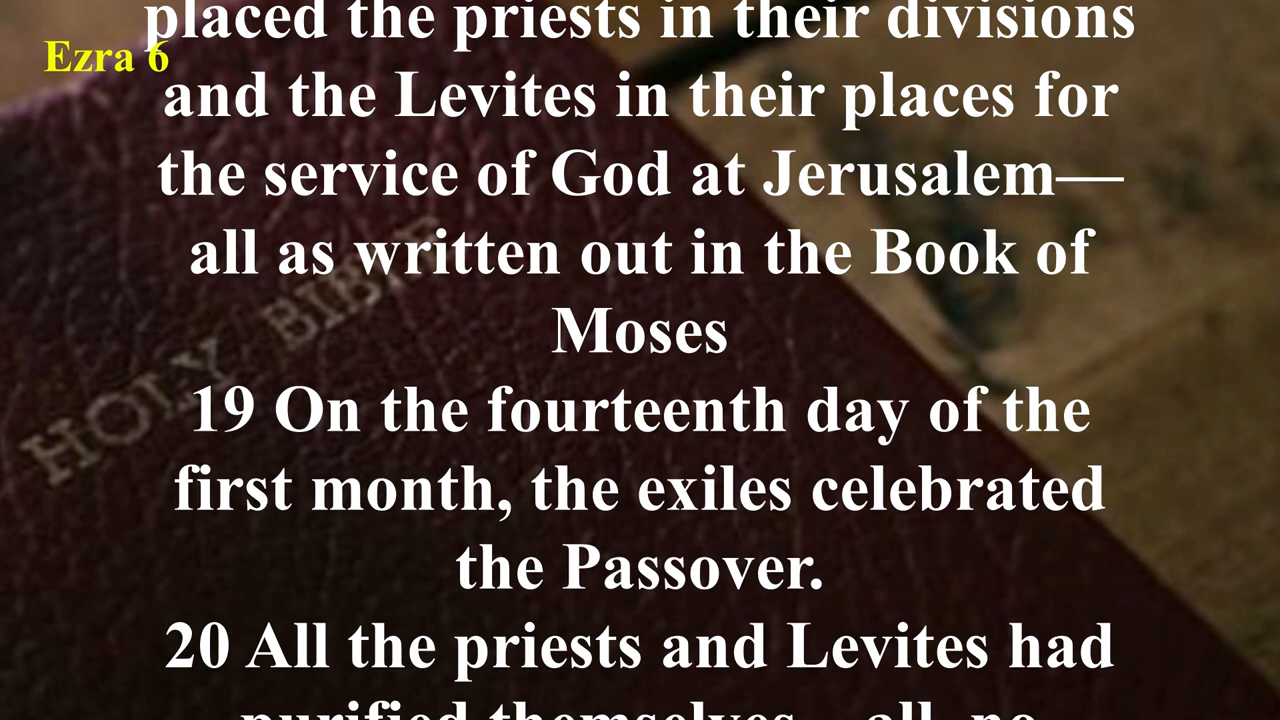 placed the priests in their divisions
Ezra 6
and the Levites in their places for
the service of God at Jerusalem—
all as written out in the Book of
Moses
19 On the fourteenth day of the
first month, the exiles celebrated
the Passover.
20 All the priests and Levites had
purified themselves—all, no
HOLY BIBLE